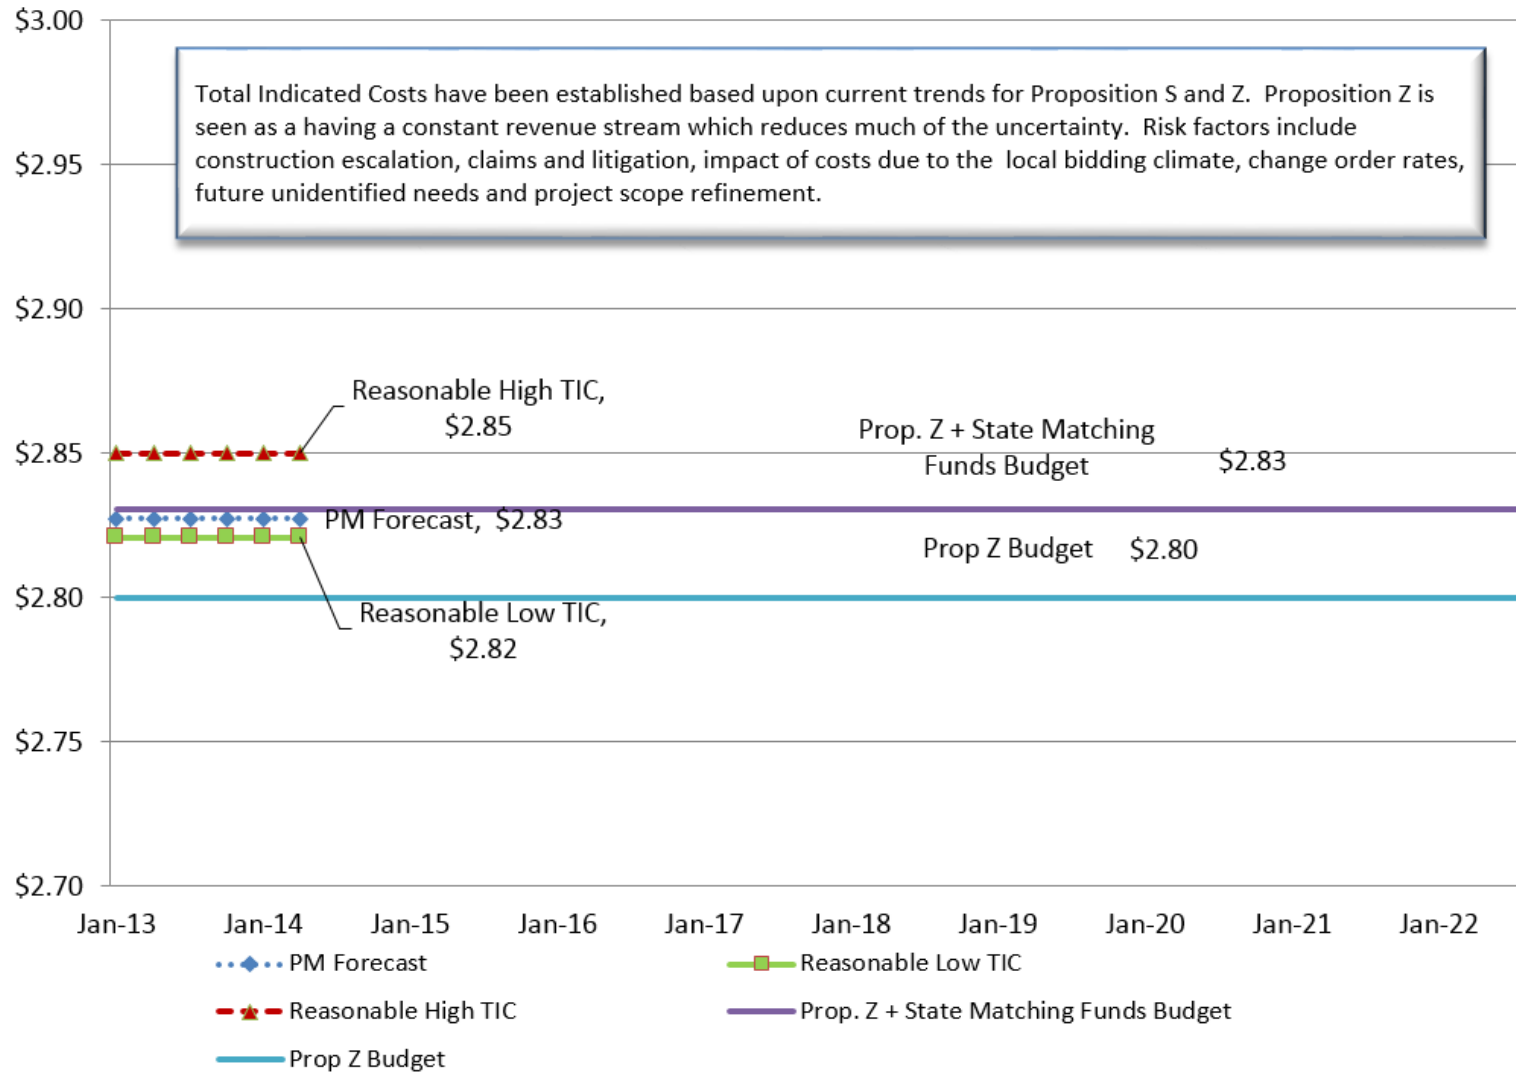 $3.00
Total Indicated Costs have been established based upon current trends for Proposition S and Z.  Proposition Z is
seen as a having a constant revenue stream which reduces much of the uncertainty.  Risk factors include
construction escalation, claims and litigation, impact of costs due to the  local bidding climate, change order rates,
future unidentified needs and project scope refinement.
$2.95
$2.90
Reasonable High TIC,
$2.85
Prop. Z + State Matching
Funds Budget
$2.83
$2.85
PM Forecast,  $2.83
Prop Z Budget
$2.80
$2.80
Reasonable Low TIC,
$2.82
$2.75
$2.70
Jan-13 Jan-14 Jan-15 Jan-16 Jan-17 Jan-18 Jan-19 Jan-20 Jan-21 Jan-22
PM Forecast
Reasonable Low TIC
Reasonable High TIC
Prop. Z + State Matching Funds Budget
Prop Z Budget